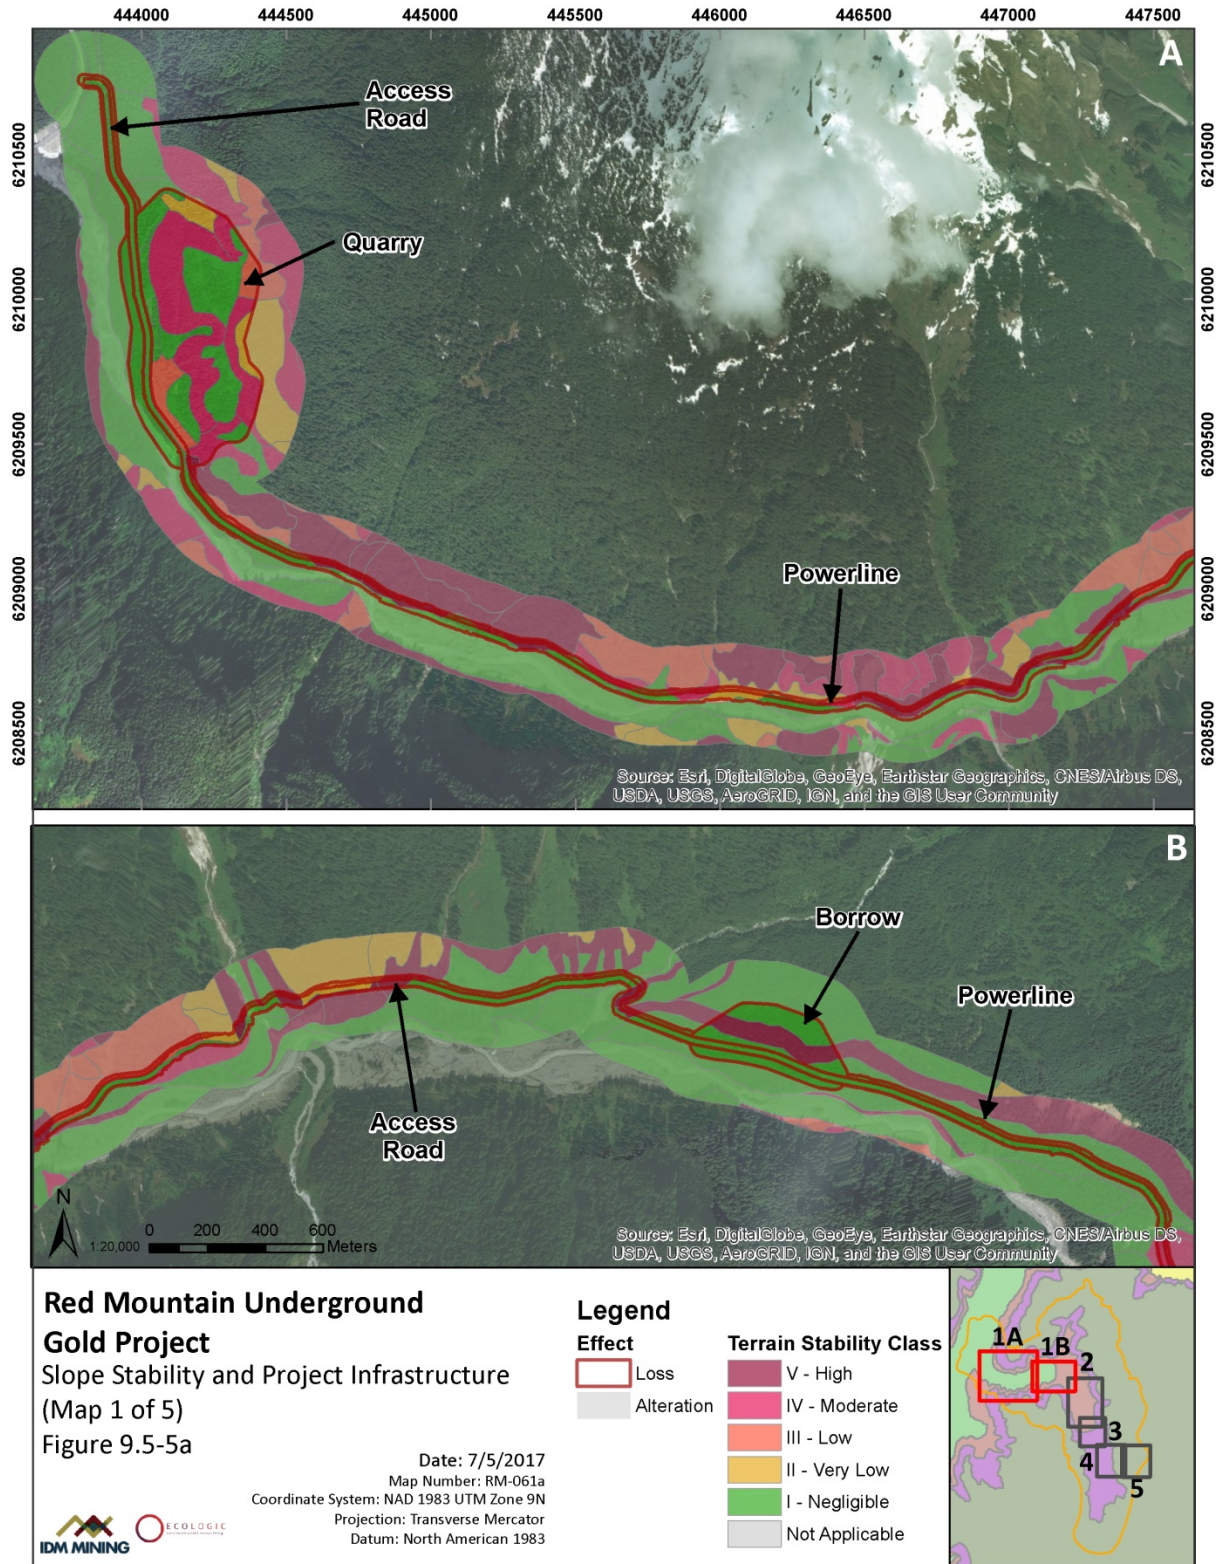 444000 444500 445000 445500 446000 446500 447000 447500
A
Access
Road
6210500
6210500
Quarry
6210000
6210000
6209500
6209500
Powerline
6209000
6209000
6208500
6208500
Source: Esri, DigitalGlobe, GeoEye, Earthstar Geographics, CNES/Airbus DS,
USDA, USGS, AeroGRID, IGN, and the GIS User Community
B
Borrow
Powerline
Access
Road
N
0 200 400 600
1:20,000 Meters
Source: Esri, DigitalGlobe, GeoEye, Earthstar Geographics, CNES/Airbus DS,
USDA, USGS, AeroGRID, IGN, and the GIS User Community
Red Mountain Underground
Gold Project
Slope Stability and Project Infrastructure
(Map 1 of 5)
Figure 9.5-5a
Date: 7/5/2017
Map Number: RM-061a
Coordinate System: NAD 1983 UTM Zone 9N
Projection: Transverse Mercator
Datum: North American 1983
IDM MINING
ECOLOGIC
Legend
Effect
Loss
Alteration
Terrain Stability Class
V - High
IV - Moderate
III - Low
II - Very Low
I - Negligible
Not Applicable
1A
1B
2
3
4
5